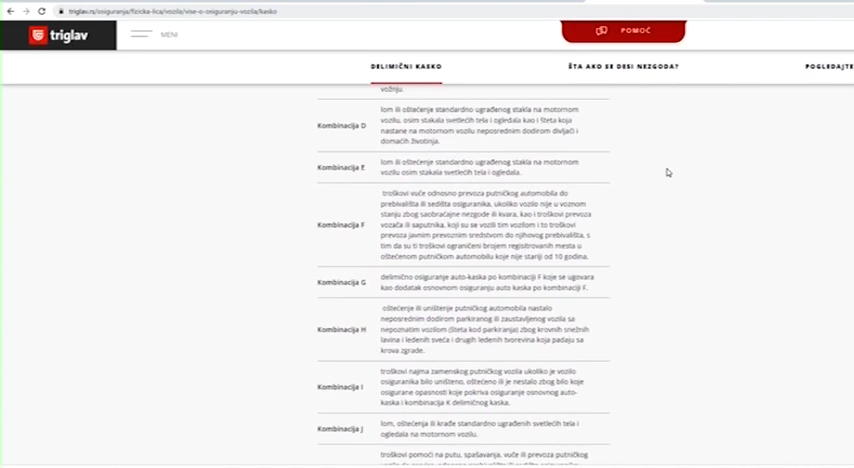 triglav.rs/osiguranja/fizicka-lica/vozila/vise-o-osiguranju-vozila/kasko
triglav
MENI
POMOĆ
DELIMIČNI KASKO
ŠTA AKO SE DESI NEZGODA?
POGLEDAJTE
vožnju.
Kombinacija D
lom ili oštećenje standardno ugrađenog stakla na motornom
vozilu, osim stakala svetlećih tela i ogledala kao i šteta koja
nastane na motornom vozilu neposrednim dodirom divljači i
domaćih životinja.
Kombinacija E
lom ili oštećenje standardno ugrađenog stakla na motornom
vozilu osim stakala svetlećih tela i ogledala.
Kombinacija F
troškovi vuče odnosno prevoza putničkog automobila do
prebivališta ili sedišta osiguranika, ukoliko vozilo nije u voznom
stanju zbog saobraćajne nezgode ili kvara, kao i troškovi prevoza
vozača ili saputnika, koji su se vozili tim vozilom i to troškovi
prevoza javnim prevoznim sredstvom do njihovog prebivališta, s
tim da su ti troškovi ograničeni brojem registrovanih mesta u
oštećenom putničkom automobilu koje nije stariji od 10 godina.
Kombinacija G
delimično osiguranje auto-kaska po kombinaciji F koje se ugovara
kao dodatak osnovnom osiguranju auto kaska po kombinaciji F.
Kombinacija H
oštećenje ili uništenje putničkog automobila nastalo
neposrednim dodirom parkiranog ili zaustavljenog vozila sa
nepoznatim vozilom (šteta kod parkiranja) zbog krovnih snežnih
lavina i ledenih sveća i drugih ledenih tvorevina koja padaju sa
krova zgrade.
Kombinacija I
troškovi najma zamenskog putničkog vozila ukoliko je vozilo
osiguranika bilo uništeno, oštećeno ili je nestalo zbog bilo koje
osigurane opasnosti koje pokriva osiguranje osnovnog auto-
kaska i kombinacija K delimičnog kaska.
Kombinacija J
lom, oštećenja ili krađe standardno ugrađenih svetlećih tela i
ogledala na motornom vozilu.
troškovi pomoći na putu, spašavanja, vuče ili prevoza putničkog